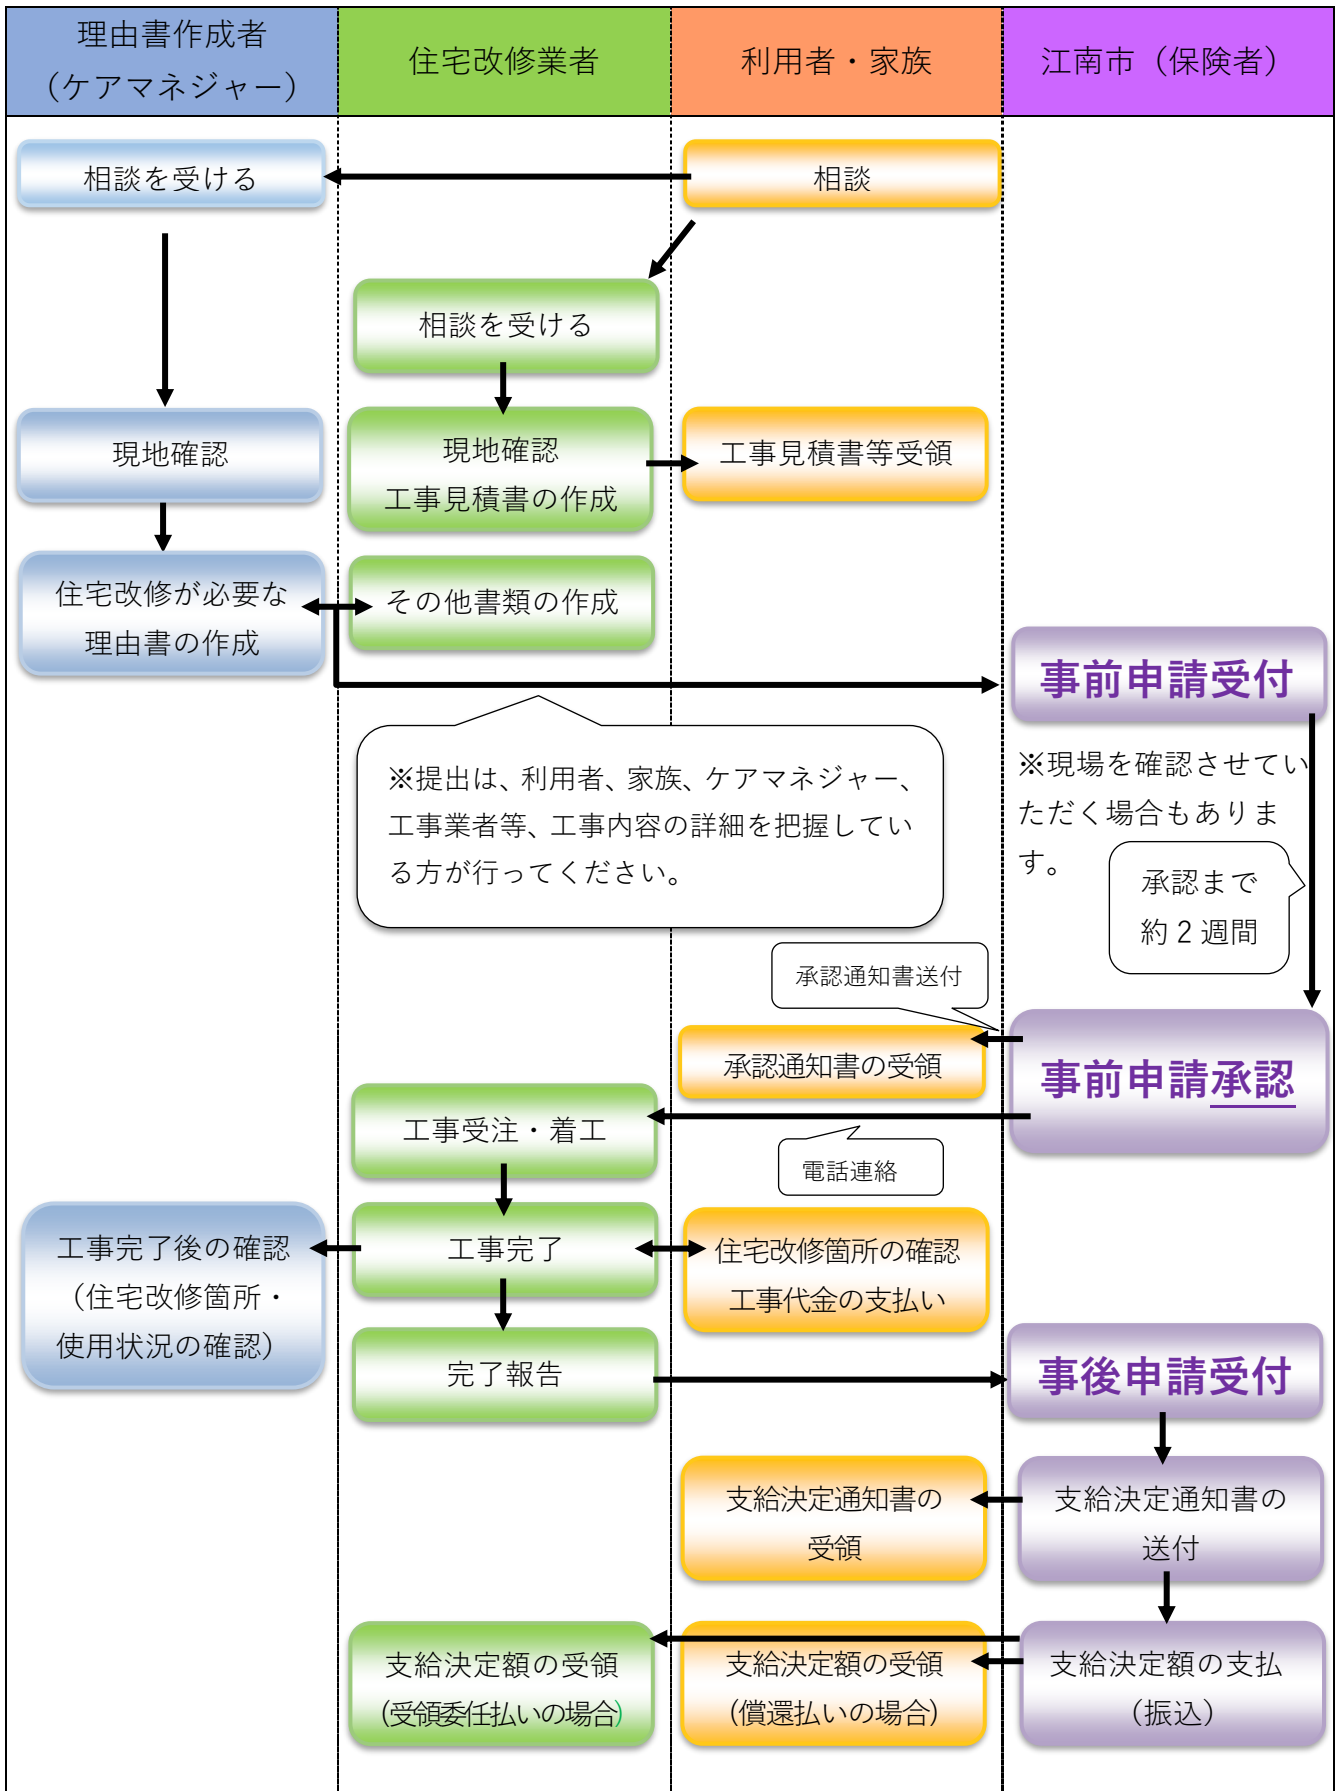 理由書作成者
（ケアマネジャー）
住宅改修業者
利用者・家族
江南市（保険者）
相談を受ける
相談
相談を受ける
現地確認
現地確認
工事見積書の作成
工事見積書等受領
住宅改修が必要な
理由書の作成
その他書類の作成
事前申請受付
※提出は、利用者、家族、ケアマネジャー、
工事業者等、工事内容の詳細を把握してい
る方が行ってください。
※現場を確認させてい
ただく場合もありま
す。
承認まで
約２週間
承認通知書送付
承認通知書の受領
事前申請承認
工事受注・着工
電話連絡
工事完了後の確認
（住宅改修箇所・
使用状況の確認）
工事完了
住宅改修箇所の確認
工事代金の支払い
完了報告
事後申請受付
支給決定通知書の
受領
支給決定通知書の
送付
支給決定額の受領
（受領委任払いの場合）
支給決定額の受領
（償還払いの場合）
支給決定額の支払
（振込）